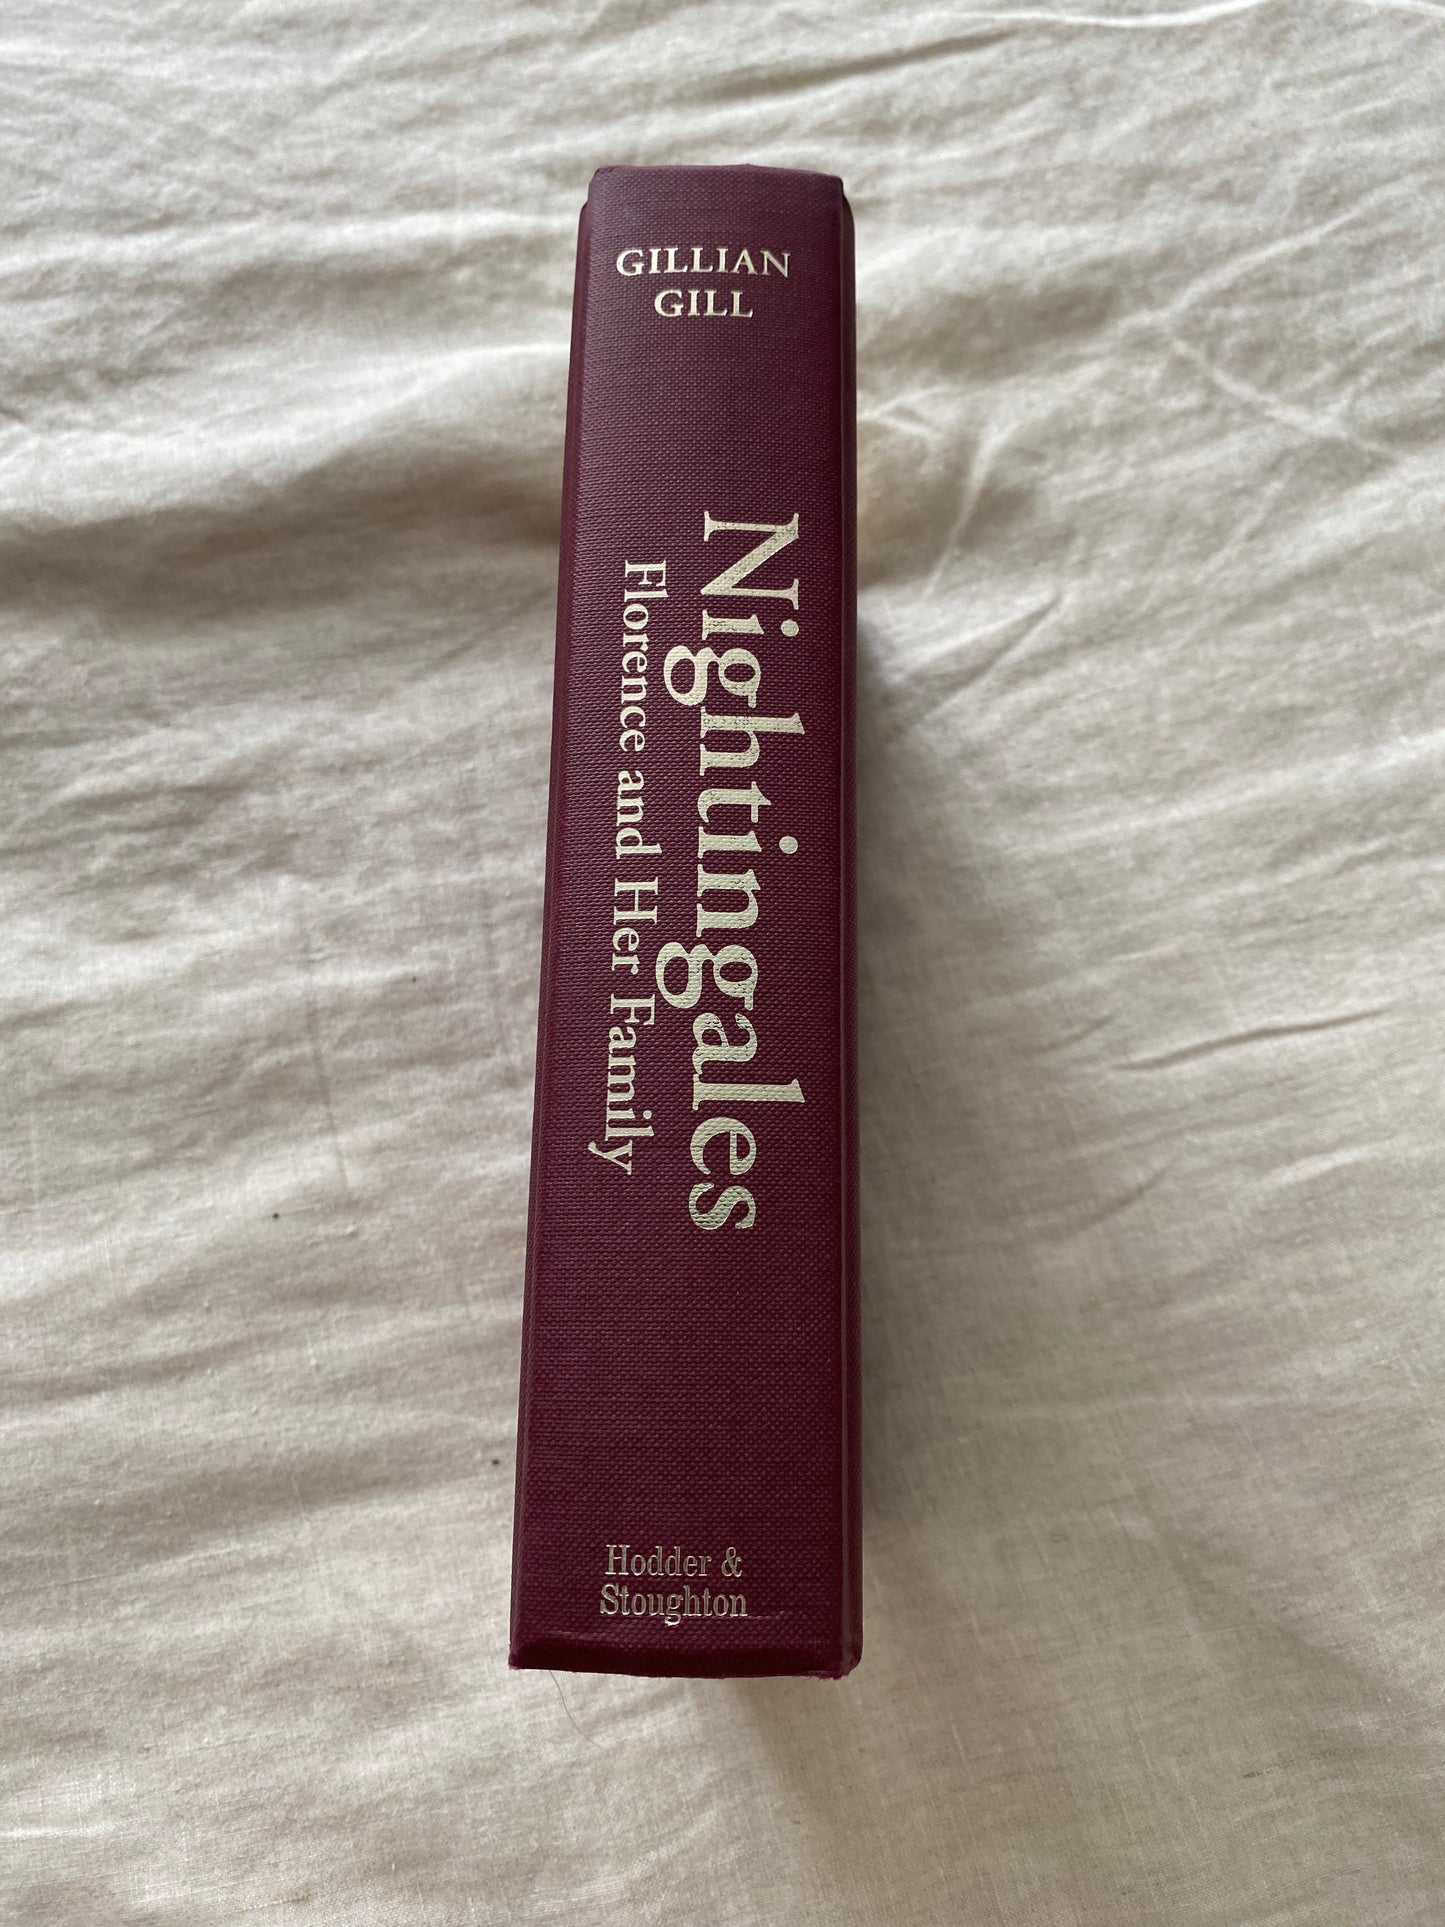 GILLIAN
GILL
Nightingales
Florence and Her Family
Hodder &
Stoughton